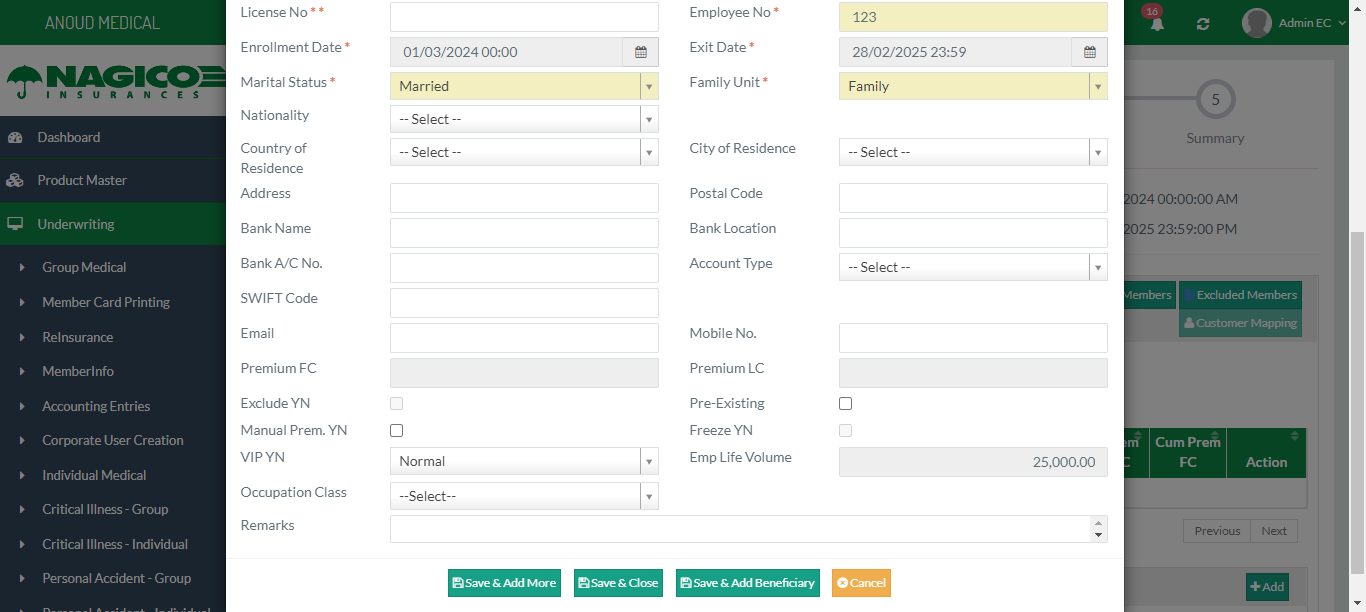 ANOUD MEDICAL
NAGICO
INSURANCES
Dashboard
Product Master
Underwriting
Group Medical
Member Card Printing
ReInsurance
MemberInfo
Accounting Entries
Corporate User Creation
Individual Medical
Critical Illness - Group
Critical Illness - Individual
Personal Accident - Group
Personal Accident - Individual
License No * *
Employee No * 123
Enrollment Date * 01/03/2024 00:00
Exit Date * 28/02/2025 23:59
Marital Status * Married
Family Unit * Family
Nationality -- Select --
Country of
Residence
-- Select --
City of Residence -- Select --
Address
Postal Code
Bank Name
Bank Location
Bank A/C No.
Account Type -- Select --
SWIFT Code
Email
Mobile No.
Premium FC
Premium LC
Exclude YN
Pre-Existing
Manual Prem. YN
Freeze YN
VIP YN Normal
Emp Life Volume 25,000.00
Occupation Class --Select--
Remarks
Save & Add More
Save & Close
Save & Add Beneficiary
Cancel
16
Admin EC
5
Summary
2024 00:00:00 AM
2025 23:59:00 PM
Members
Excluded Members
Customer Mapping
Cum Prem
FC
Action
Previous
Next
Add